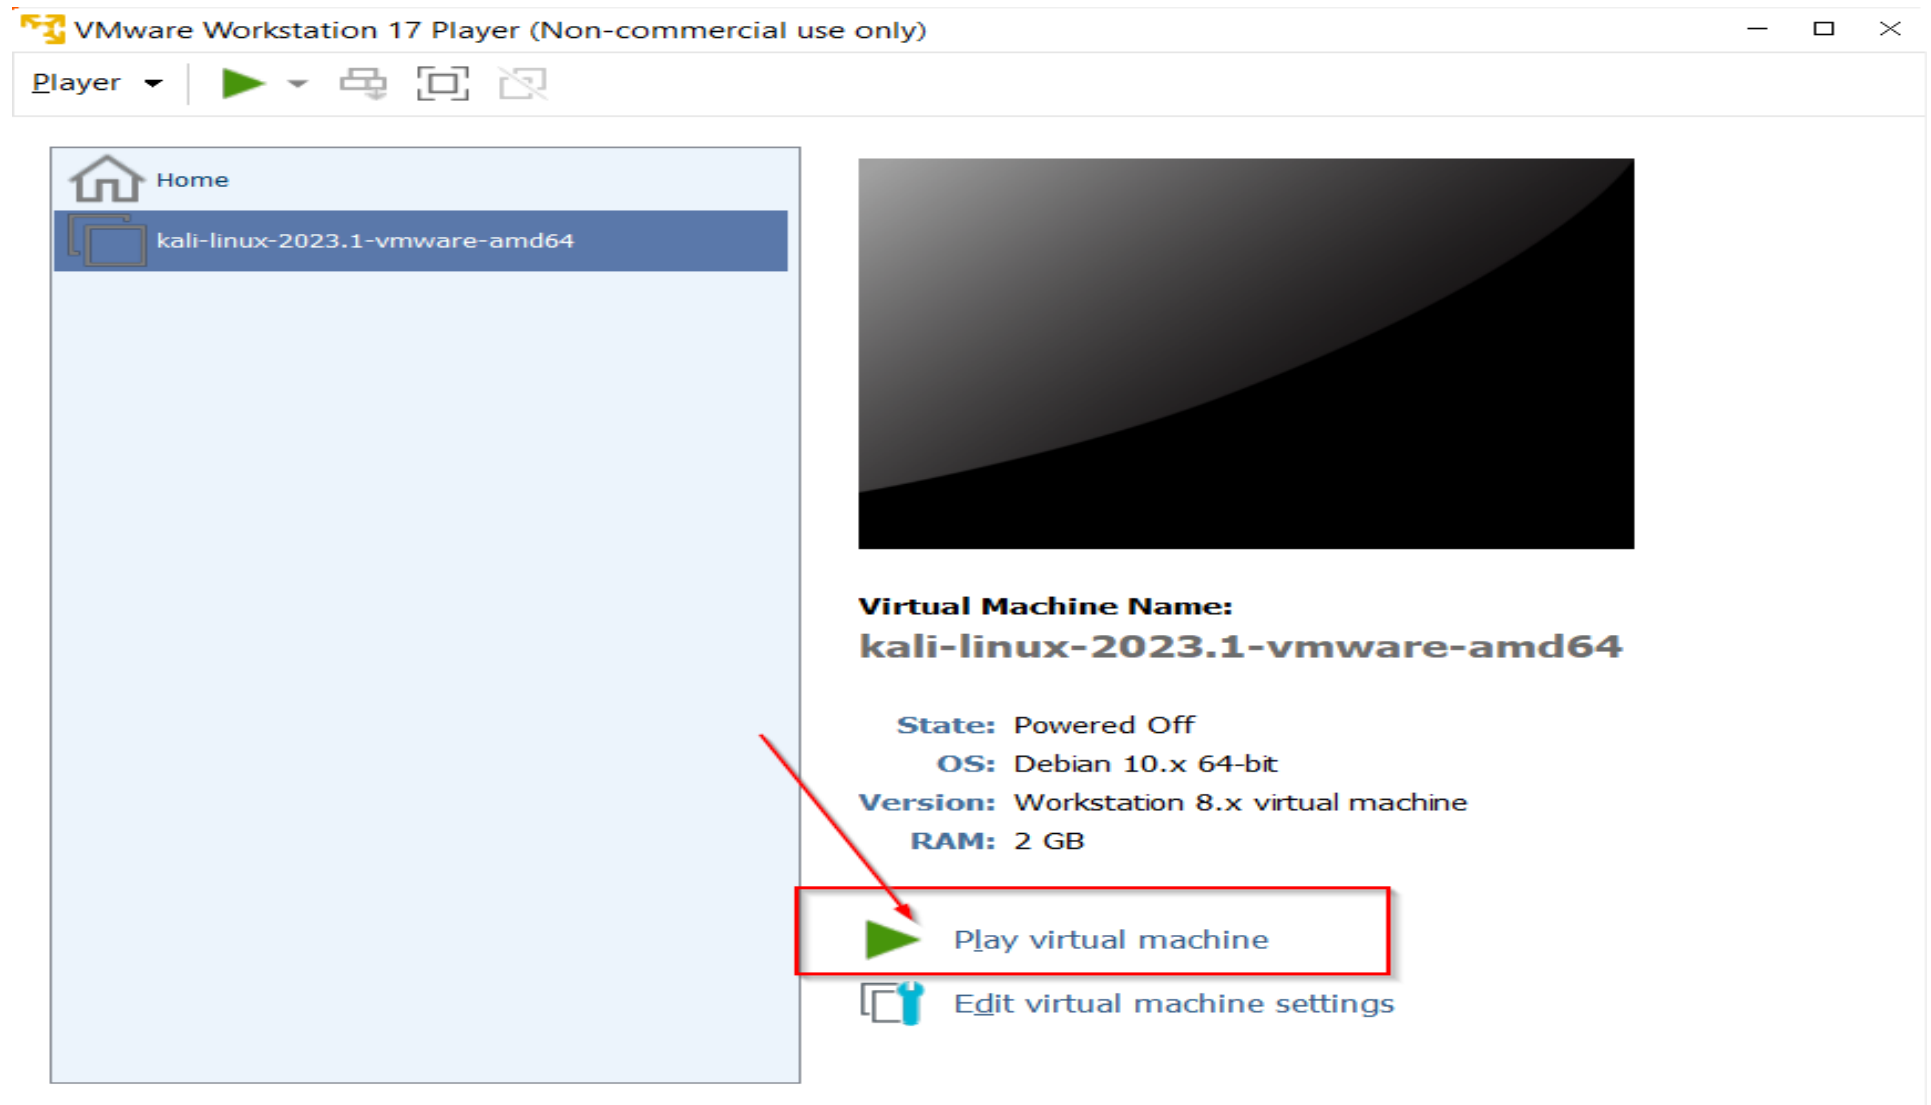 VMware Workstation 17 Player (Non-commercial use only)
Player
Home
kali-linux-2023.1-vmware-amd64
Virtual Machine Name:
kali-linux-2023.1-vmware-amd64
State: Powered Off
OS: Debian 10.x 64-bit
Version: Workstation 8.x virtual machine
RAM: 2 GB
Play virtual machine
Edit virtual machine settings